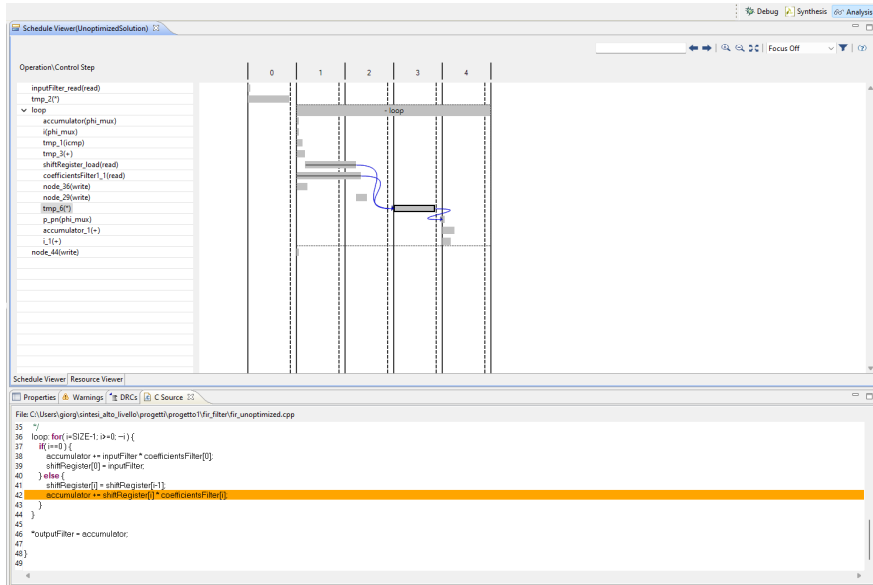 Debug Synthesis Analysis
Schedule Viewer(UnoptimizedSolution)
Focus Off
Operation\Control Step
0 1 2 3 4
inputFilter_read(read)
tmp_2(*)
loop
- loop
accumulator(phi_mux)
i(phi_mux)
tmp_1(icmp)
tmp_3(+)
shiftRegister_load(read)
coefficientsFilter1_1(read)
node_36(write)
node_29(write)
tmp_6(*)
p_pn(phi_mux)
accumulator_1(+)
i_1(+)
node_44(write)
Schedule Viewer Resource Viewer
Properties Warnings DRCs C Source
File: C:\Users\giorg\sintesi_alto_livello\progetti\progetto1\fir_filter\fir_unoptimized.cpp
35 */
36 loop: for( i=SIZE-1; i>=0; --i ) {
37 if( i==0 ) {
38 accumulator += inputFilter * coefficientsFilter[0];
39 shiftRegister[0] = inputFilter;
40 } else {
41 shiftRegister[i] = shiftRegister[i-1];
42 accumulator += shiftRegister[i] * coefficientsFilter[i];
43 }
44 }
45
46 *outputFilter = accumulator;
47
48 }
49